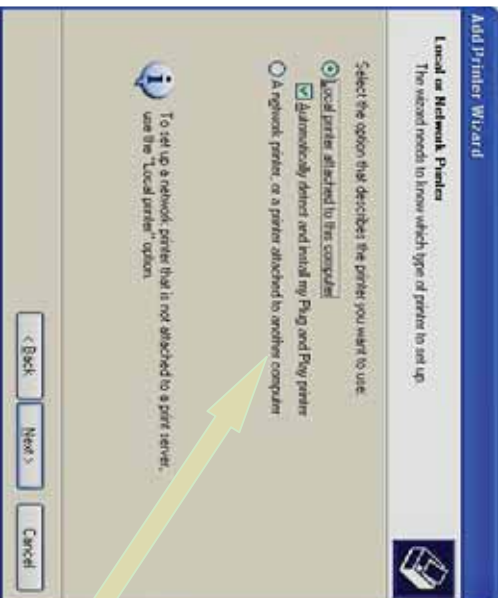 Add Printer Wizard
Local or Network Printer
The wizard needs to know which type of printer to set up.
Select the option that describes the printer you want to use:
Local printer attached to this computer
Automatically detect and install my Plug and Play printer
A network printer, or a printer attached to another computer
To set up a network printer that is not attached to a print server,
use the "Local printer" option.
< Back
Next >
Cancel